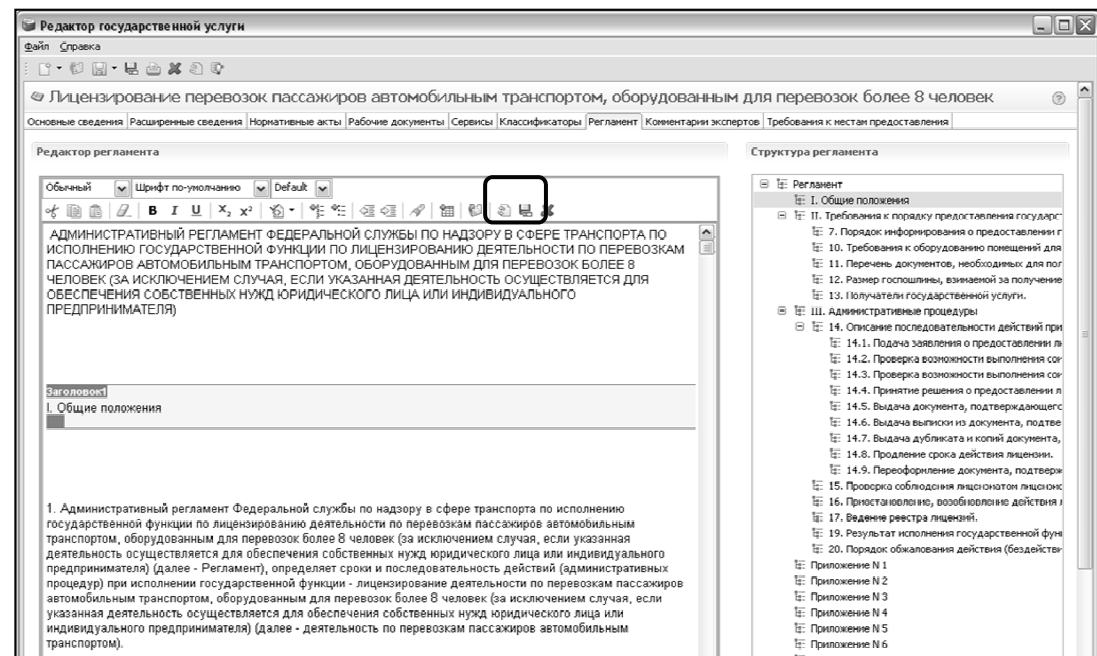 Редактор государственной услуги
Файл Справка
Лицензирование перевозок пассажиров автомобильным транспортом, оборудованным для перевозок более 8 человек
Основные сведения Расширенные сведения Нормативные акты Рабочие документы Сервисы Классификаторы Регламент Комментарии экспертов Требования к местам предоставления
Редактор регламента
Обычный Шрифт по-умолчанию Default
B I U X₂ X²
АДМИНИСТРАТИВНЫЙ РЕГЛАМЕНТ ФЕДЕРАЛЬНОЙ СЛУЖБЫ ПО НАДЗОРУ В СФЕРЕ ТРАНСПОРТА ПО
ИСПОЛНЕНИЮ ГОСУДАРСТВЕННОЙ ФУНКЦИИ ПО ЛИЦЕНЗИРОВАНИЮ ДЕЯТЕЛЬНОСТИ ПО ПЕРЕВОЗКАМ
ПАССАЖИРОВ АВТОМОБИЛЬНЫМ ТРАНСПОРТОМ, ОБОРУДОВАННЫМ ДЛЯ ПЕРЕВОЗОК БОЛЕЕ 8
ЧЕЛОВЕК (ЗА ИСКЛЮЧЕНИЕМ СЛУЧАЯ, ЕСЛИ УКАЗАННАЯ ДЕЯТЕЛЬНОСТЬ ОСУЩЕСТВЛЯЕТСЯ ДЛЯ
ОБЕСПЕЧЕНИЯ СОБСТВЕННЫХ НУЖД ЮРИДИЧЕСКОГО ЛИЦА ИЛИ ИНДИВИДУАЛЬНОГО
ПРЕДПРИНИМАТЕЛЯ)
Заголовок1
I. Общие положения
1. Административный регламент Федеральной службы по надзору в сфере транспорта по исполнению
государственной функции по лицензированию деятельности по перевозкам пассажиров автомобильным
транспортом, оборудованным для перевозок более 8 человек (за исключением случая, если указанная
деятельность осуществляется для обеспечения собственных нужд юридического лица или индивидуального
предпринимателя) (далее - Регламент), определяет сроки и последовательность действий (административных
процедур) при исполнении государственной функции - лицензирование деятельности по перевозкам пассажиров
автомобильным транспортом, оборудованным для перевозок более 8 человек (за исключением случая, если
указанная деятельность осуществляется для обеспечения собственных нужд юридического лица или
индивидуального предпринимателя) (далее - деятельность по перевозкам пассажиров автомобильным
транспортом).
Структура регламента
Регламент
I. Общие положения
II. Требования к порядку предоставления государс
7. Порядок информирования о предоставлении г
10. Требования к оборудованию помещений для
11. Перечень документов, необходимых для пол
12. Размер госпошлины, взимаемой за получение
13. Получатели государственной услуги.
III. Административные процедуры
14. Описание последовательности действий при
14.1. Подача заявления о предоставлении л
14.2. Проверка возможности выполнения сои
14.3. Проверка возможности выполнения сои
14.4. Принятие решения о предоставлении л
14.5. Выдача документа, подтверждающегс
14.6. Выдача выписки из документа, подтве
14.7. Выдача дубликата и копий документа,
14.8. Продление срока действия лицензии.
14.9. Переоформление документа, подтверж
15. Проверка соблюдения лицензиатом лицензис
16. Приостановление, возобновление действия л
17. Ведение реестра лицензий.
19. Результат исполнения государственной фун
20. Порядок обжалования действия (бездейств
Приложение N 1
Приложение N 2
Приложение N 3
Приложение N 4
Приложение N 5
Приложение N 6